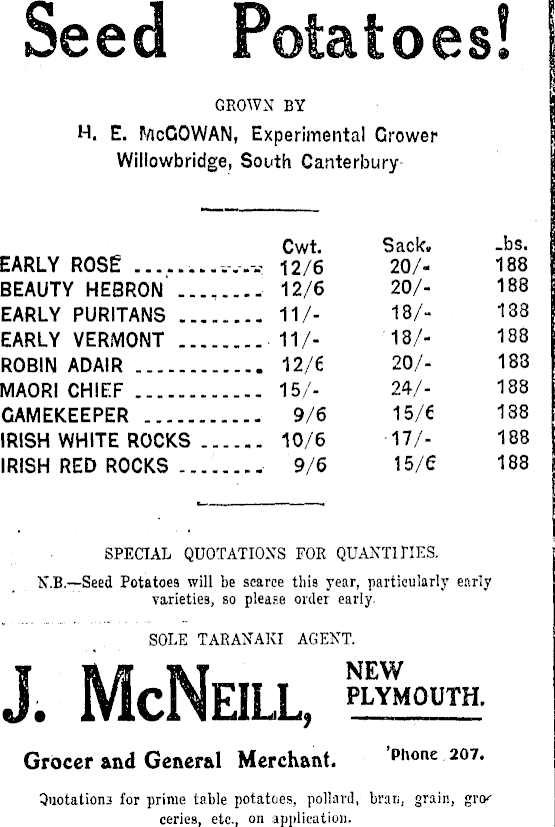 Seed Potatoes!
GROWN BY
H. E. McGOWAN, Experimental Grower
Willowbridge, South Canterbury
Cwt. Sack. Lbs.
EARLY ROSE ............. 12/6 20/- 188
BEAUTY HEBRON ........ 12/6 20/- 188
EARLY PURITANS ........ 11/- 18/- 188
EARLY VERMONT ........ 11/- 18/- 188
ROBIN ADAIR ............ 12/6 20/- 188
MAORI CHIEF ............ 15/- 24/- 188
GAMEKEEPER ........... 9/6 15/6 188
IRISH WHITE ROCKS ...... 10/6 17/- 188
IRISH RED ROCKS ........ 9/6 15/6 188
SPECIAL QUOTATIONS FOR QUANTITIES.
N.B.—Seed Potatoes will be scarce this year, particularly early
varieties, so please order early.
SOLE TARANAKI AGENT.
J. McNEILL, NEW
PLYMOUTH.
Grocer and General Merchant. 'Phone 207.
Quotations for prime table potatoes, pollard, bran, grain, gro-
ceries, etc., on application.